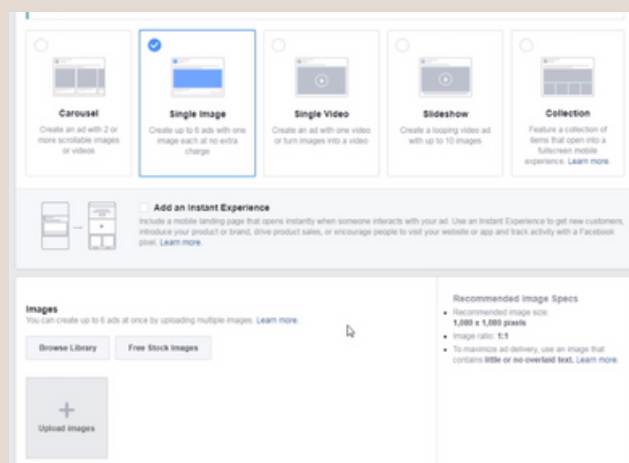 Carousel
Create an ad with 2 or
more scrollable images
or videos
Single Image
Create up to 6 ads with one
image each at no extra
charge
Single Video
Create an ad with one video
or turn images into a video
Slideshow
Create a looping video ad
with up to 10 images
Collection
Feature a collection of
items that open into a
fullscreen mobile
experience. Learn more.
Add an Instant Experience
Include a mobile landing page that opens instantly when someone interacts with your ad. Use an Instant Experience to get new customers,
introduce your product or brand, drive product sales, or encourage people to visit your website or app and track activity with a Facebook
pixel. Learn more.
Images
You can create up to 6 ads at once by uploading multiple images. Learn more.
Browse Library
Free Stock Images
Upload Images
Recommended Image Specs
Recommended image size:
1,080 x 1,080 pixels
Image ratio: 1:1
To maximize ad delivery, use an image that
contains little or no overlaid text. Learn more.